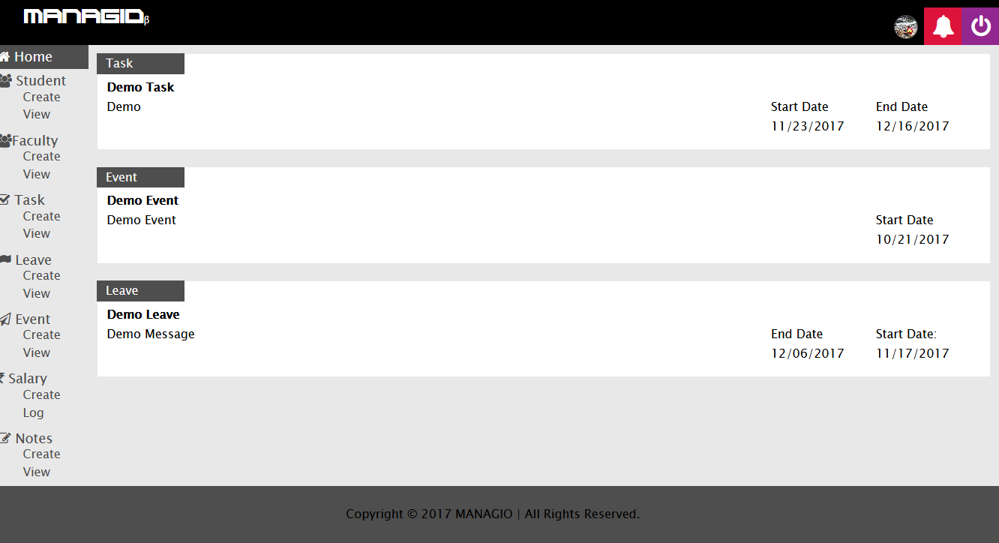 MANAGIO β
Home
Student
Create
View
Faculty
Create
View
Task
Create
View
Leave
Create
View
Event
Create
View
₹ Salary
Create
Log
Notes
Create
View
Task
Demo Task
Demo
Start Date End Date
11/23/2017 12/16/2017
Event
Demo Event
Demo Event
Start Date
10/21/2017
Leave
Demo Leave
Demo Message
End Date Start Date:
12/06/2017 11/17/2017
Copyright © 2017 MANAGIO | All Rights Reserved.